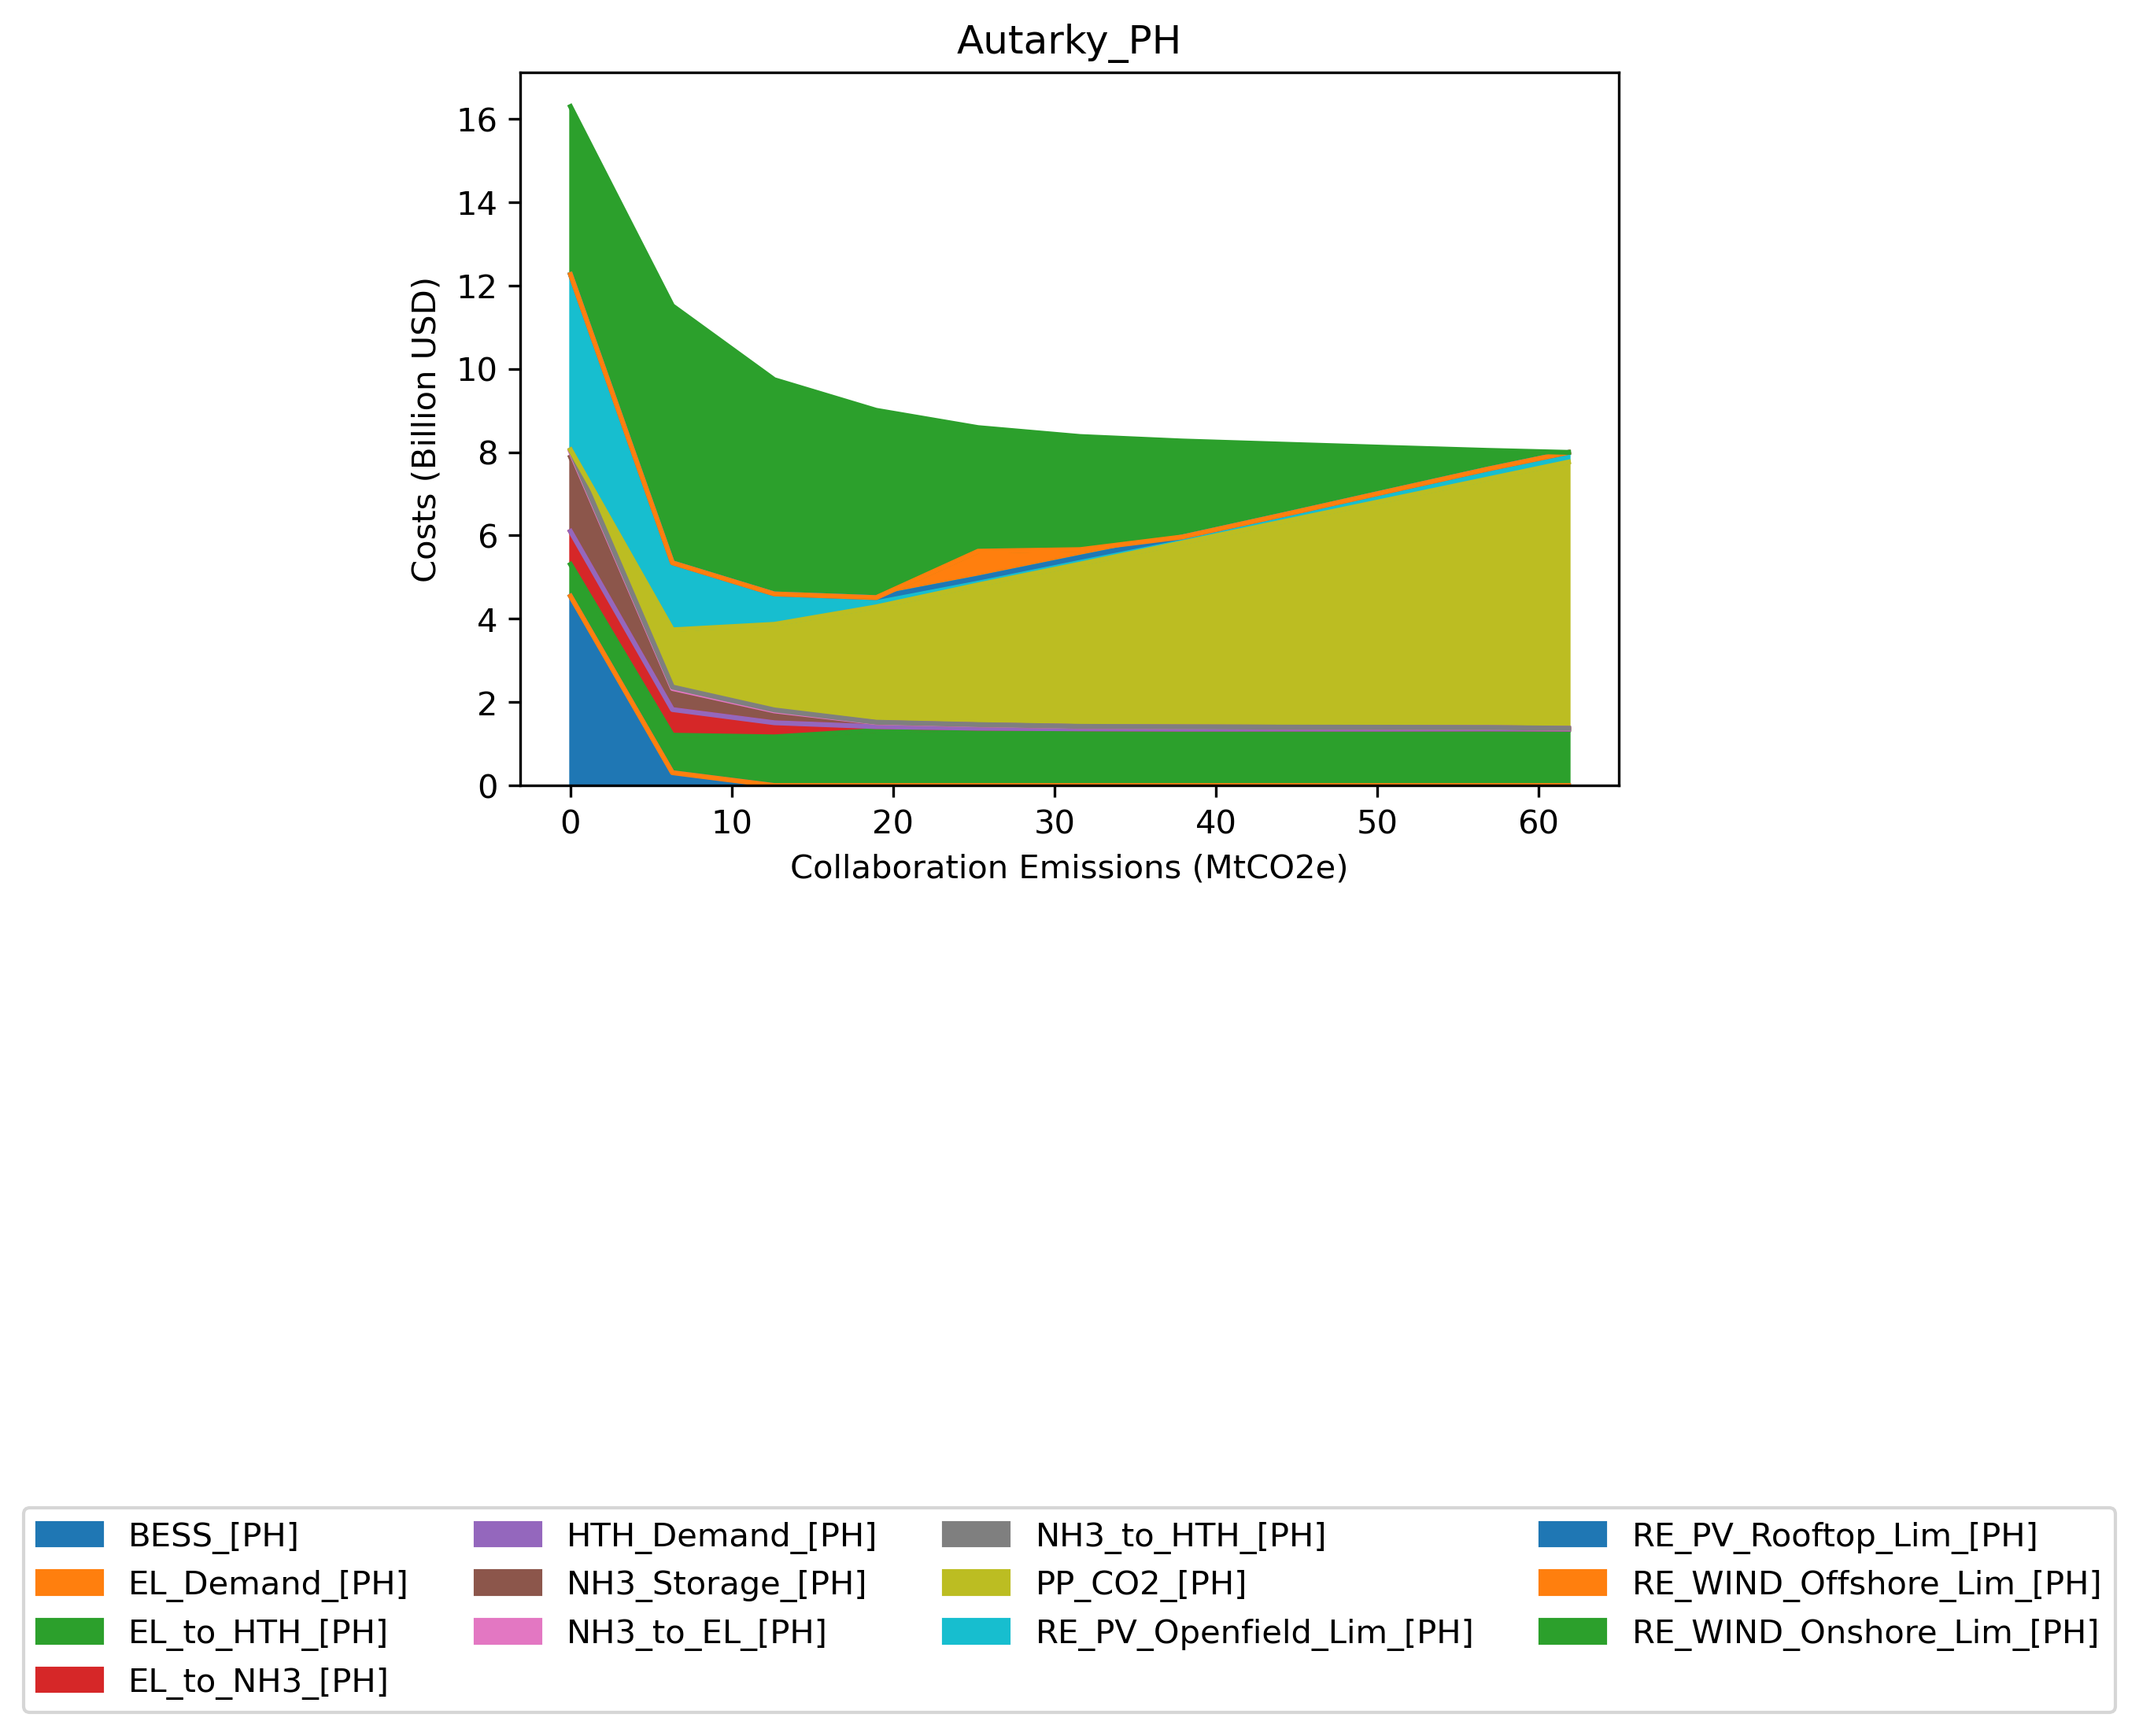 Autarky_PH
Costs (Billion USD)
16
14
12
10
8
6
4
2
0
0 10 20 30 40 50 60
Collaboration Emissions (MtCO2e)
BESS_[PH]
EL_Demand_[PH]
EL_to_HTH_[PH]
EL_to_NH3_[PH]
HTH_Demand_[PH]
NH3_Storage_[PH]
NH3_to_EL_[PH]
NH3_to_HTH_[PH]
PP_CO2_[PH]
RE_PV_Openfield_Lim_[PH]
RE_PV_Rooftop_Lim_[PH]
RE_WIND_Offshore_Lim_[PH]
RE_WIND_Onshore_Lim_[PH]